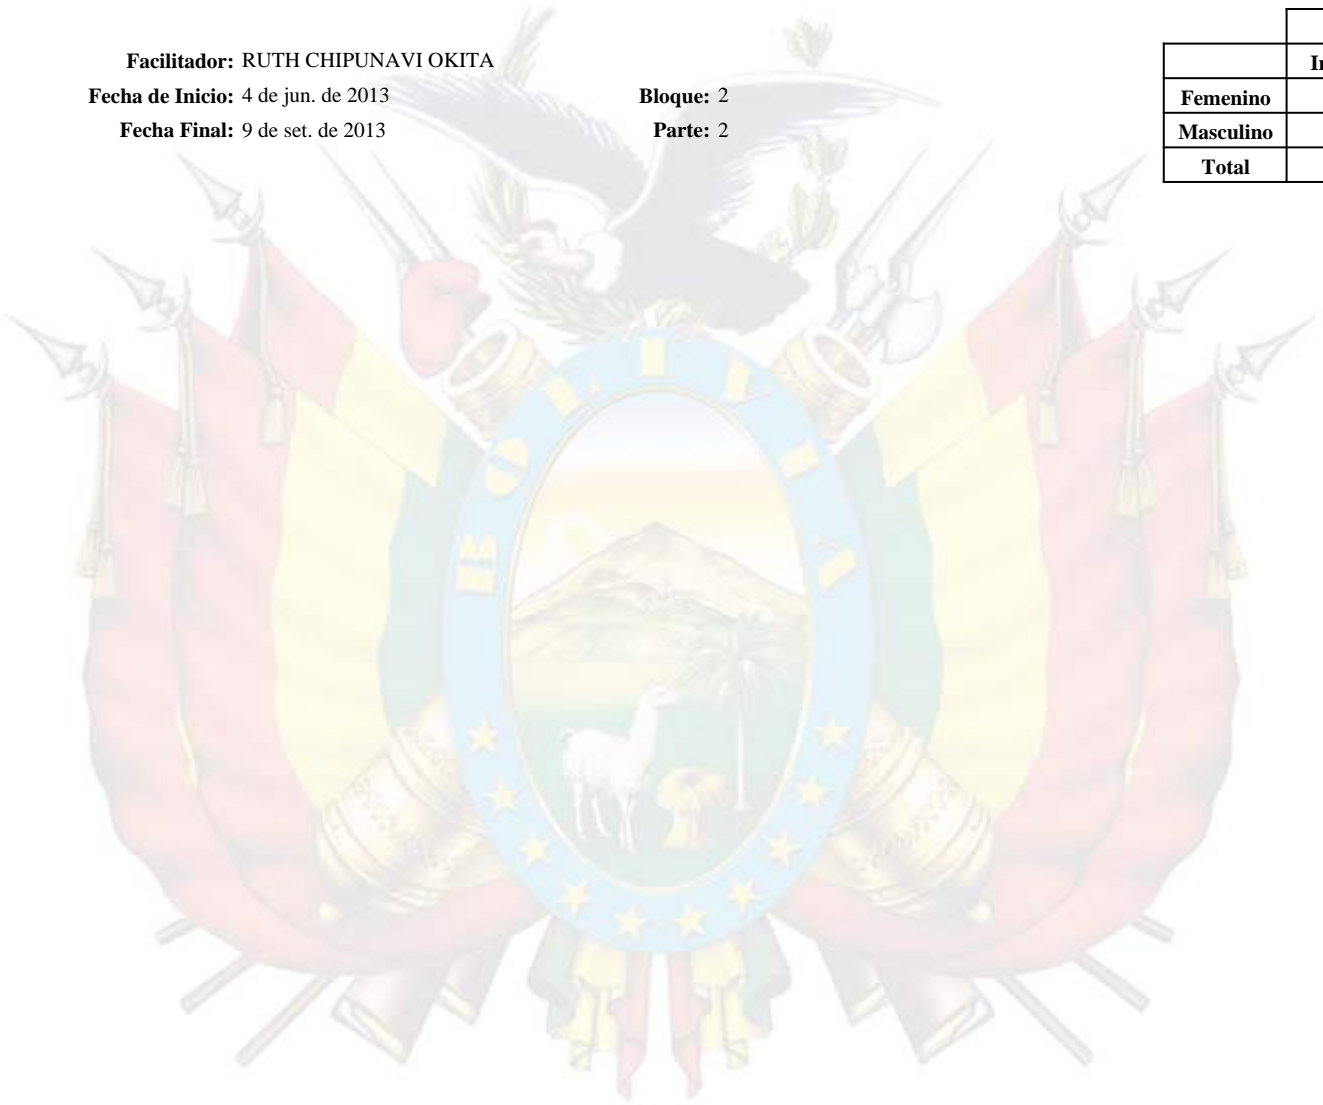 Facilitador: RUTH CHIPUNAVI OKITA
Fecha de Inicio: 4 de jun. de 2013 Bloque: 2
Fecha Final: 9 de set. de 2013 Parte: 2
Femenino
Masculino
Total
BOLIVIA